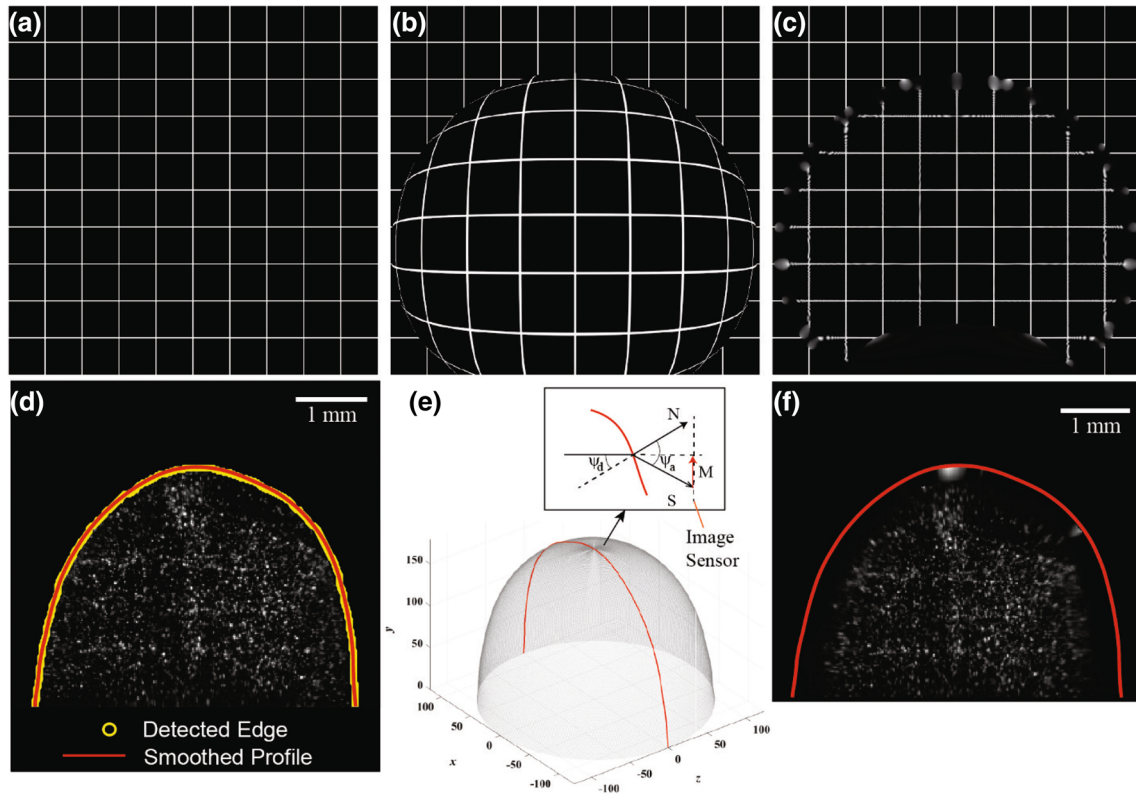 (a)
(b)
(c)
(d)
1 mm
Detected Edge
Smoothed Profile
(e)
N
Ψd
Ψa
M
S
Image
Sensor
150
100
50
0
y
100
50
0
-50
-100
x
100
50
0
-50
-100
z
(f)
1 mm